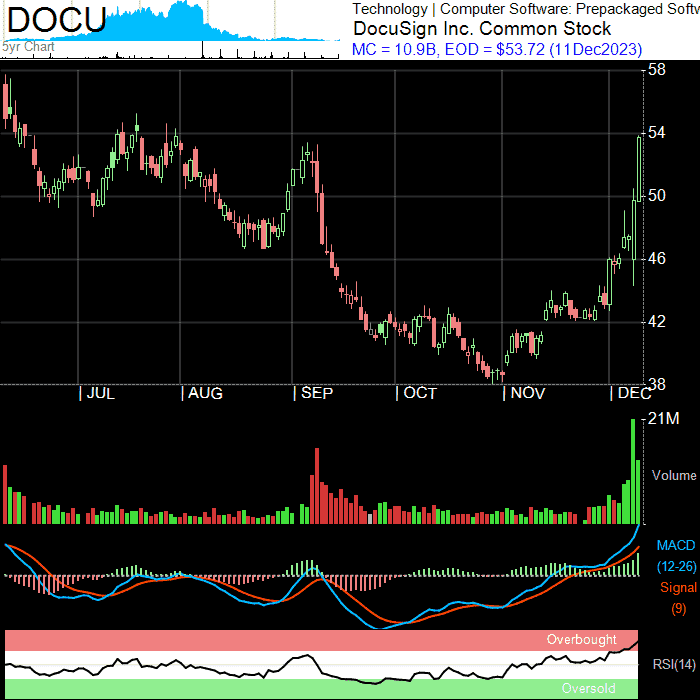 DOCU
Technology | Computer Software: Prepackaged Softw
DocuSign Inc. Common Stock
5yr Chart
MC = 10.9B, EOD = $53.72 (11Dec2023)
58
54
50
46
42
38
| JUL | AUG | SEP | OCT | NOV | DEC
21M
Volume
MACD
(12-26)
Signal
(9)
Overbought
RSI(14)
Oversold